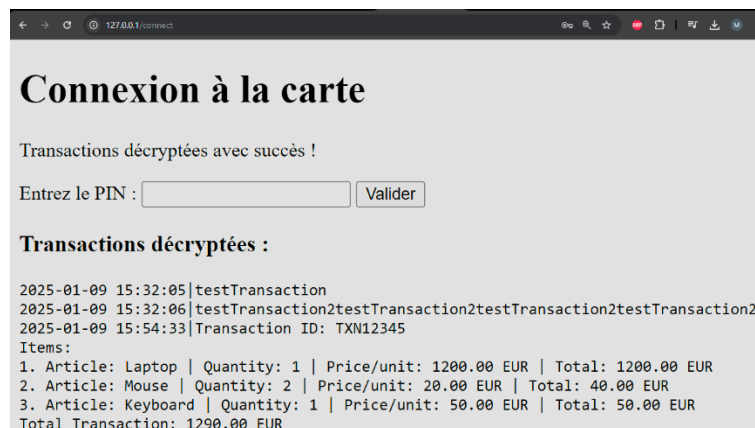 127.0.0.1/connect
M
Connexion à la carte
Transactions décryptées avec succès !
Entrez le PIN : Valider
Transactions décryptées :
2025-01-09 15:32:05|testTransaction
2025-01-09 15:32:06|testTransaction2testTransaction2testTransaction2testTransaction2
2025-01-09 15:54:33|Transaction ID: TXN12345
Items:
1. Article: Laptop | Quantity: 1 | Price/unit: 1200.00 EUR | Total: 1200.00 EUR
2. Article: Mouse | Quantity: 2 | Price/unit: 20.00 EUR | Total: 40.00 EUR
3. Article: Keyboard | Quantity: 1 | Price/unit: 50.00 EUR | Total: 50.00 EUR
Total Transaction: 1290.00 EUR